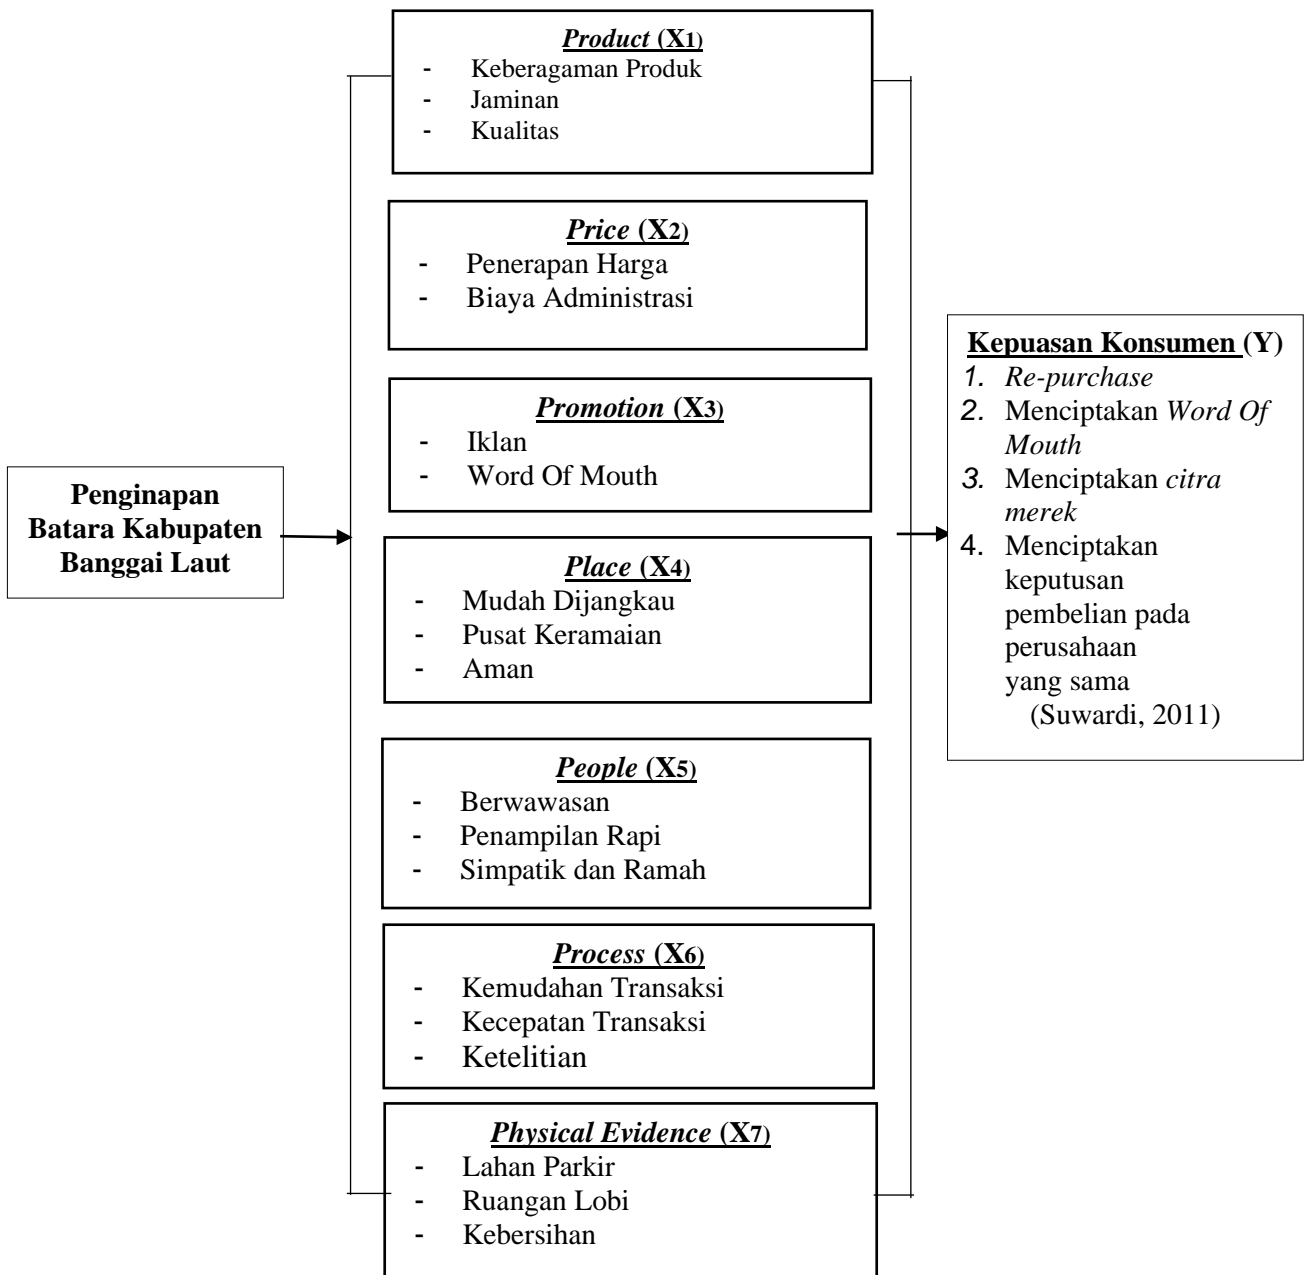 Product (X1)
- Keberagaman Produk
- Jaminan
- Kualitas
Price (X2)
- Penerapan Harga
- Biaya Administrasi
Promotion (X3)
- Iklan
- Word Of Mouth
Penginapan
Batara Kabupaten
Banggai Laut
Place (X4)
- Mudah Dijangkau
- Pusat Keramaian
- Aman
People (X5)
- Berwawasan
- Penampilan Rapi
- Simpatik dan Ramah
Process (X6)
- Kemudahan Transaksi
- Kecepatan Transaksi
- Ketelitian
Physical Evidence (X7)
- Lahan Parkir
- Ruangan Lobi
- Kebersihan
Kepuasan Konsumen (Y)
1. Re-purchase
2. Menciptakan Word Of
Mouth
3. Menciptakan citra
merek
4. Menciptakan
keputusan
pembelian pada
perusahaan
yang sama
(Suwardi, 2011)